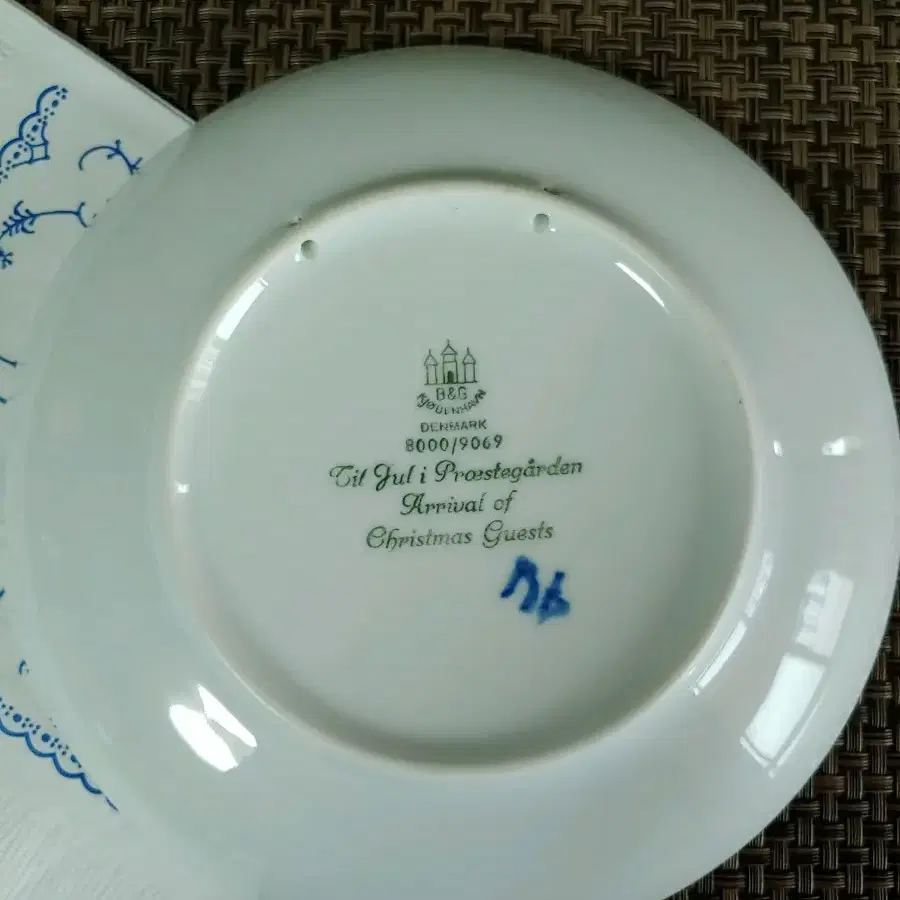 B&G
KJØBENHAVN
DENMARK
8000/9069
Til Jul i Præstegården
Arrival of
Christmas Guests